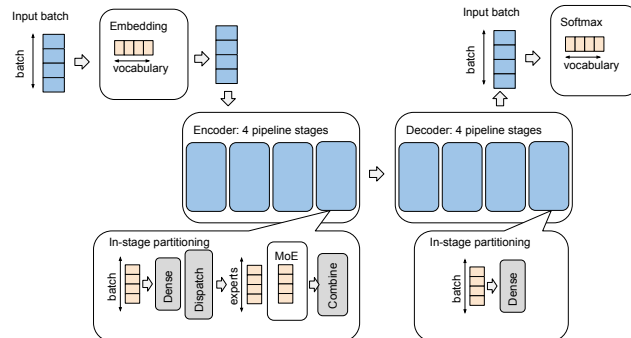 Input batch
batch
Embedding
vocabulary
Input batch
batch
Softmax
vocabulary
Encoder: 4 pipeline stages
Decoder: 4 pipeline stages
In-stage partitioning
batch
Dense
Dispatch
experts
MoE
Combine
In-stage partitioning
batch
Dense